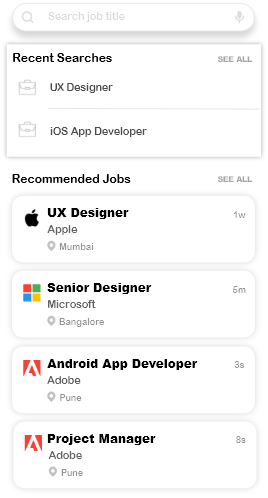 Search job title
Recent Searches SEE ALL
UX Designer
iOS App Developer
Recommended Jobs SEE ALL
UX Designer 1w
Apple
Mumbai
Senior Designer 5m
Microsoft
Bangalore
Android App Developer 3s
Adobe
Pune
Project Manager 8s
Adobe
Pune